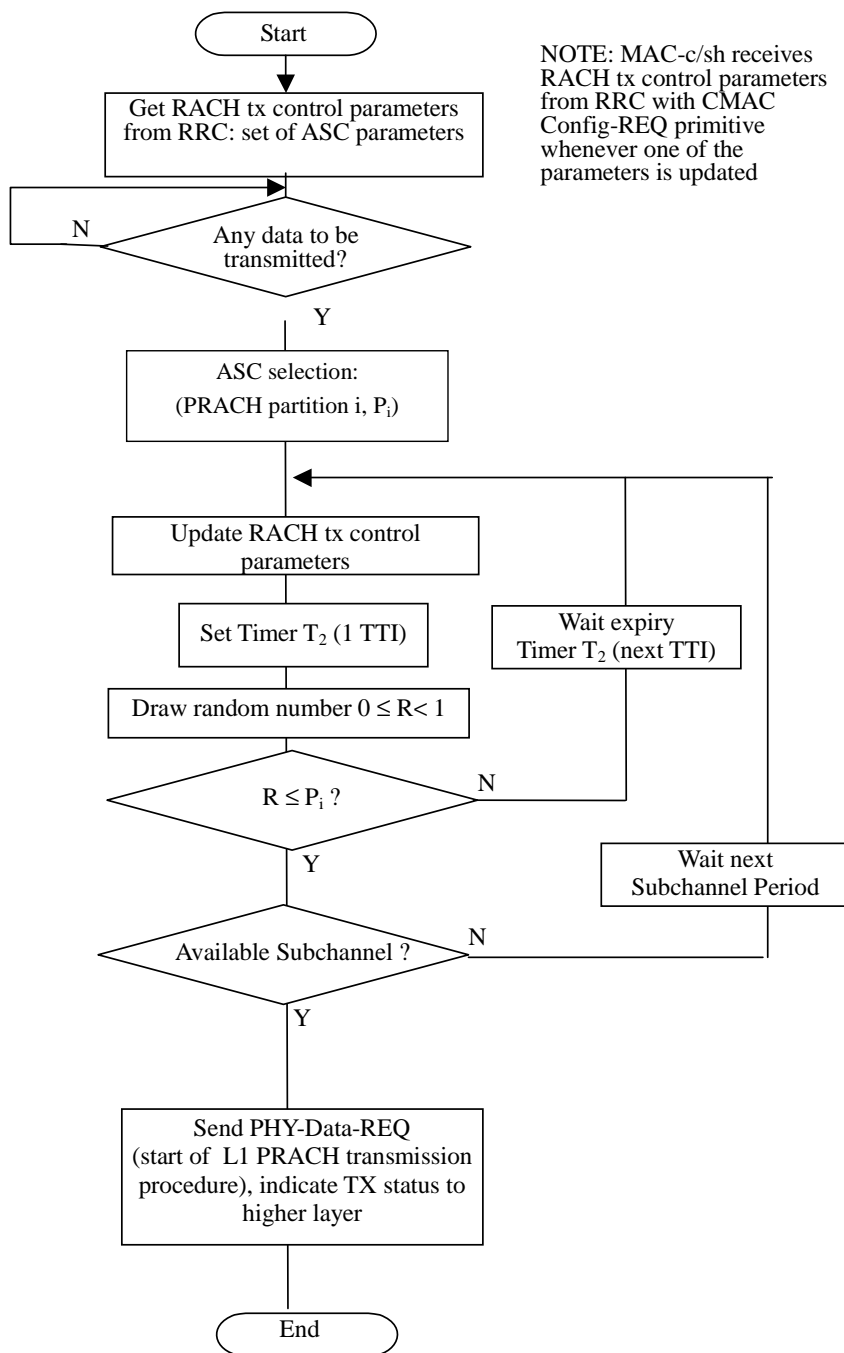 Start
NOTE: MAC-c/sh receives
RACH tx control parameters
from RRC with CMAC
Config-REQ primitive
whenever one of the
parameters is updated
Get RACH tx control parameters
from RRC: set of ASC parameters
N
Any data to be
transmitted?
Y
ASC selection:
(PRACH partition i, Pi)
Update RACH tx control
parameters
Set Timer T2 (1 TTI)
Wait expiry
Timer T2 (next TTI)
Draw random number 0 ≤ R< 1
R ≤ Pi ?
N
Y
Wait next
Subchannel Period
Available Subchannel ?
N
Y
Send PHY-Data-REQ
(start of L1 PRACH transmission
procedure), indicate TX status to
higher layer
End